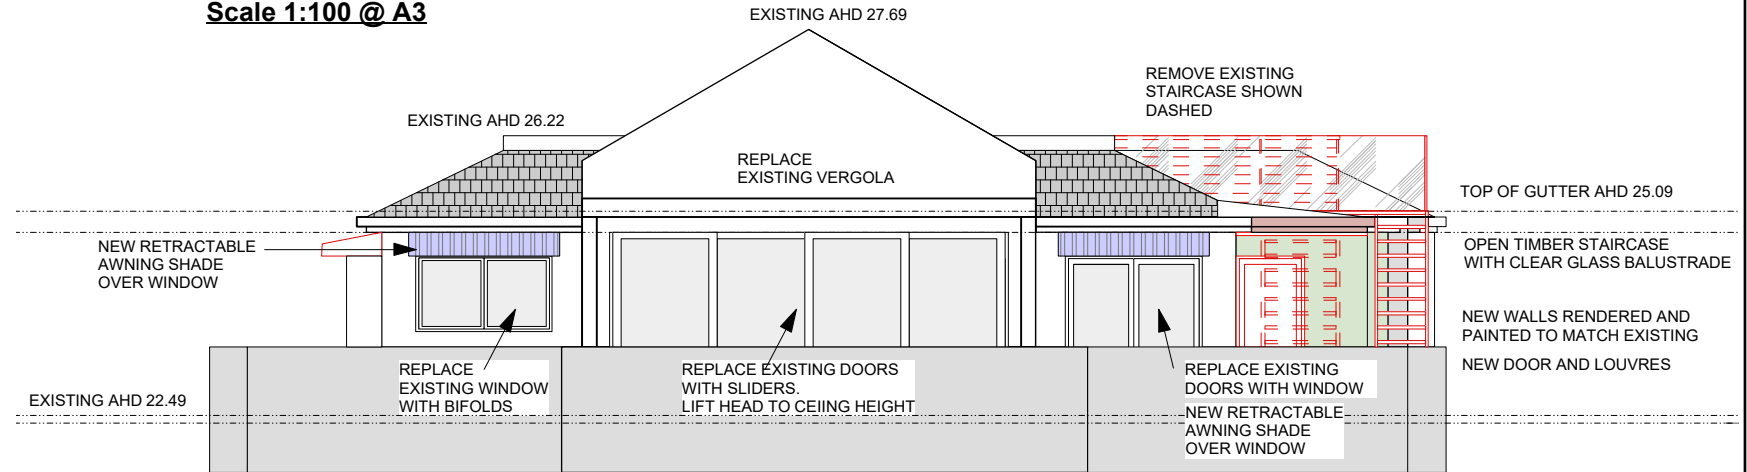 Scale 1:100 @ A3
EXISTING AHD 27.69
REMOVE EXISTING
STAIRCASE SHOWN
DASHED
EXISTING AHD 26.22
REPLACE
EXISTING VERGOLA
TOP OF GUTTER AHD 25.09
NEW RETRACTABLE
AWNING SHADE
OVER WINDOW
OPEN TIMBER STAIRCASE
WITH CLEAR GLASS BALUSTRADE
NEW WALLS RENDERED AND
PAINTED TO MATCH EXISTING
NEW DOOR AND LOUVRES
REPLACE
EXISTING WINDOW
WITH BIFOLDS
REPLACE EXISTING DOORS
WITH SLIDERS.
LIFT HEAD TO CEIING HEIGHT
REPLACE EXISTING
DOORS WITH WINDOW
EXISTING AHD 22.49
NEW RETRACTABLE
AWNING SHADE
OVER WINDOW